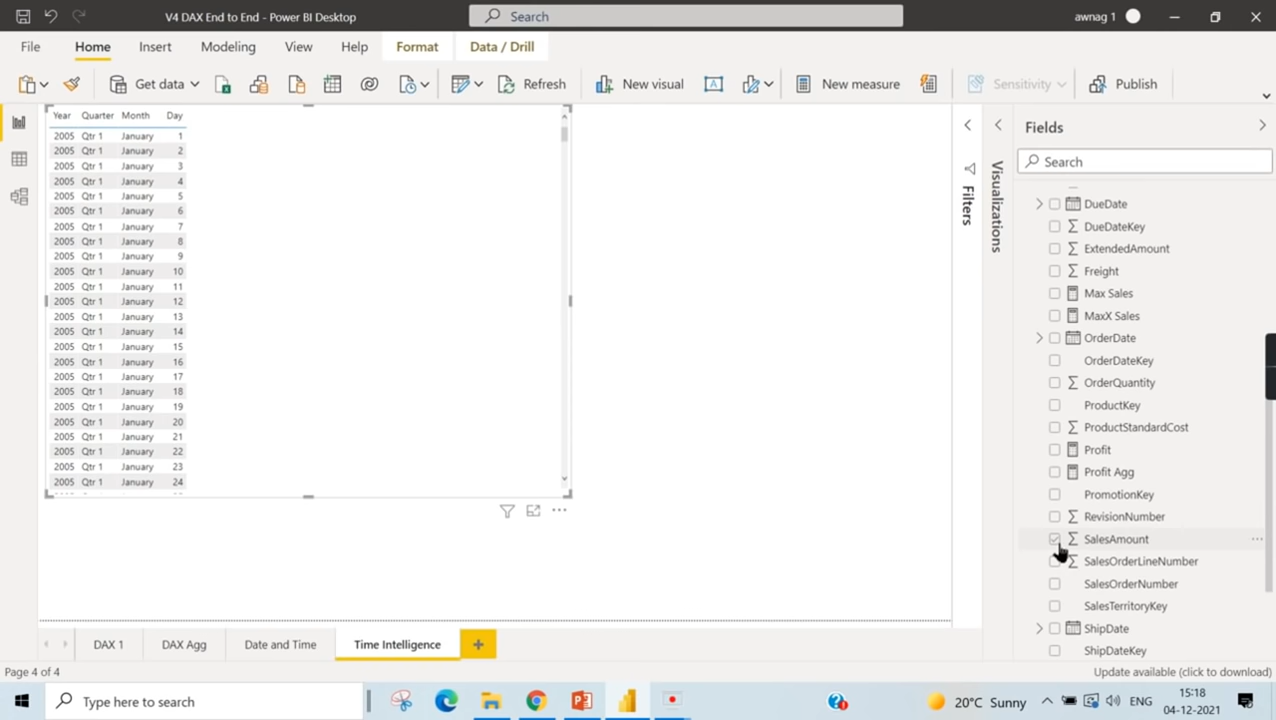 V4 DAX End to End - Power BI Desktop
Search
awnag 1
File Home Insert Modeling View Help Format Data / Drill
Get data Refresh New visual New measure Sensitivity Publish
Year Quarter Month Day
2005 Qtr 1 January 1
2005 Qtr 1 January 2
2005 Qtr 1 January 3
2005 Qtr 1 January 4
2005 Qtr 1 January 5
2005 Qtr 1 January 6
2005 Qtr 1 January 7
2005 Qtr 1 January 8
2005 Qtr 1 January 9
2005 Qtr 1 January 10
2005 Qtr 1 January 11
2005 Qtr 1 January 12
2005 Qtr 1 January 13
2005 Qtr 1 January 14
2005 Qtr 1 January 15
2005 Qtr 1 January 16
2005 Qtr 1 January 17
2005 Qtr 1 January 18
2005 Qtr 1 January 19
2005 Qtr 1 January 20
2005 Qtr 1 January 21
2005 Qtr 1 January 22
2005 Qtr 1 January 23
2005 Qtr 1 January 24
Filters
Visualizations
Fields
Search
DueDate
DueDateKey
ExtendedAmount
Freight
Max Sales
MaxX Sales
OrderDate
OrderDateKey
OrderQuantity
ProductKey
ProductStandardCost
Profit
Profit Agg
PromotionKey
RevisionNumber
SalesAmount
SalesOrderLineNumber
SalesOrderNumber
SalesTerritoryKey
ShipDate
ShipDateKey
DAX 1 DAX Agg Date and Time Time Intelligence
Page 4 of 4
Update available (click to download)
Type here to search
20°C Sunny
ENG
15:18
04-12-2021